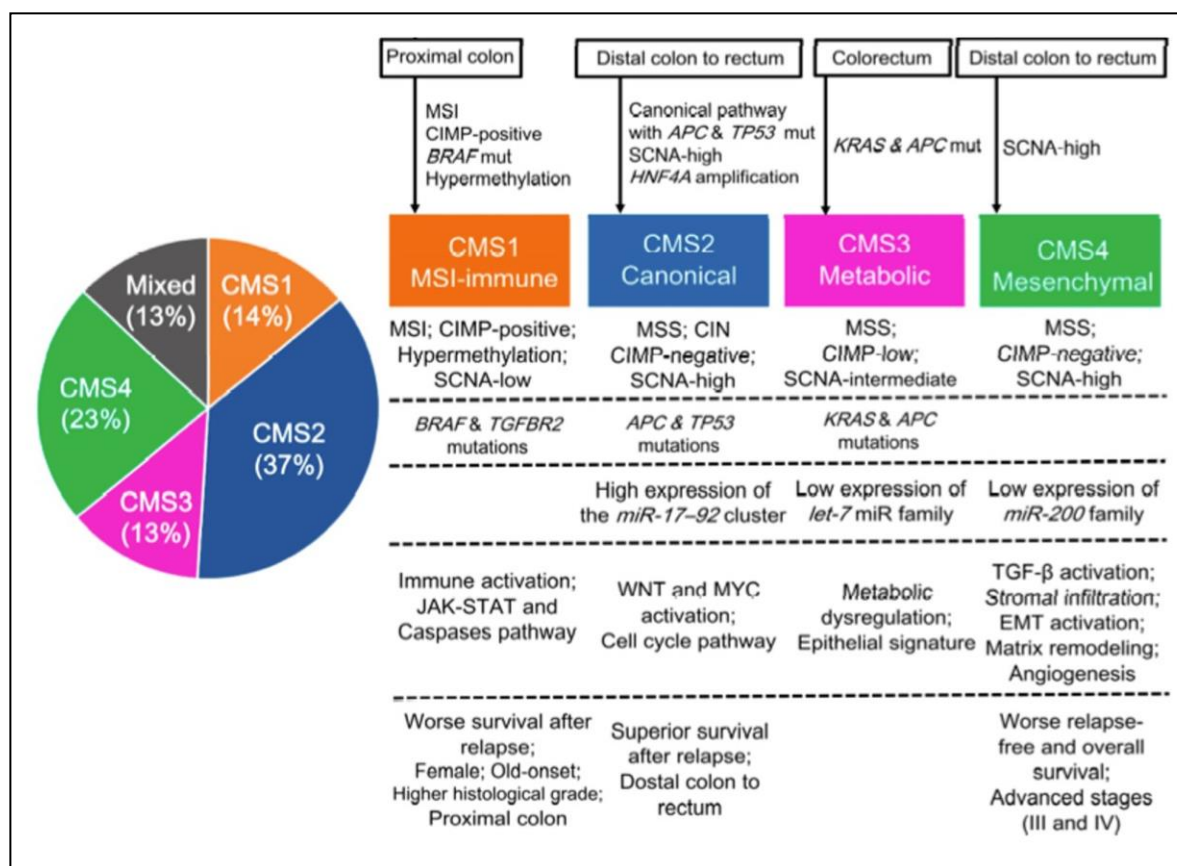 Proximal colon
MSI
CIMP-positive
BRAF mut
Hypermethylation
Distal colon to rectum
Canonical pathway
with APC & TP53 mut
SCNA-high
HNF4A amplification
Colorectum
KRAS & APC mut
Distal colon to rectum
SCNA-high
Mixed
(13%)
CMS1
(14%)
CMS4
(23%)
CMS2
(37%)
CMS3
(13%)
CMS1
MSI-immune
CMS2
Canonical
CMS3
Metabolic
CMS4
Mesenchymal
MSI; CIMP-positive;
Hypermethylation;
SCNA-low
MSS; CIN
CIMP-negative;
SCNA-high
MSS;
CIMP-low;
SCNA-intermediate
MSS;
CIMP-negative;
SCNA-high
BRAF & TGFBR2
mutations
APC & TP53
mutations
KRAS & APC
mutations
High expression of
the miR-17–92 cluster
Low expression of
let-7 miR family
Low expression of
miR-200 family
Immune activation;
JAK-STAT and
Caspases pathway
WNT and MYC
activation;
Cell cycle pathway
Metabolic
dysregulation;
Epithelial signature
TGF-β activation;
Stromal infiltration;
EMT activation;
Matrix remodeling;
Angiogenesis
Worse survival after
relapse;
Female; Old-onset;
Higher histological grade;
Proximal colon
Superior survival
after relapse;
Dostal colon to
rectum
Worse relapse-
free and overall
survival;
Advanced stages
(III and IV)